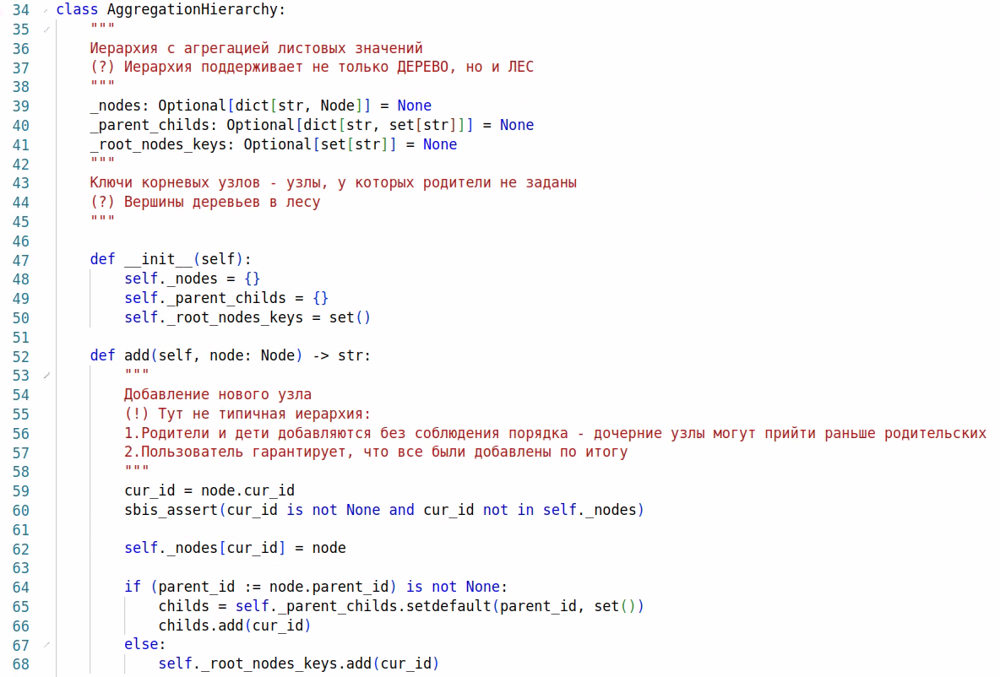 34 class AggregationHierarchy:
35     """
36     Иерархия с агрегацией листовых значений
37     (?) Иерархия поддерживает не только ДЕРЕВО, но и ЛЕС
38     """
39     _nodes: Optional[dict[str, Node]] = None
40     _parent_childs: Optional[dict[str, set[str]]] = None
41     _root_nodes_keys: Optional[set[str]] = None
42     """
43     Ключи корневых узлов - узлы, у которых родители не заданы
44     (?) Вершины деревьев в лесу
45     """
46
47     def __init__(self):
48         self._nodes = {}
49         self._parent_childs = {}
50         self._root_nodes_keys = set()
51
52     def add(self, node: Node) -> str:
53         """
54         Добавление нового узла
55         (!) Тут не типичная иерархия:
56         1.Родители и дети добавляются без соблюдения порядка - дочерние узлы могут прийти раньше родительских
57         2.Пользователь гарантирует, что все были добавлены по итогу
58         """
59         cur_id = node.cur_id
60         sbis_assert(cur_id is not None and cur_id not in self._nodes)
61
62         self._nodes[cur_id] = node
63
64         if (parent_id := node.parent_id) is not None:
65             childs = self._parent_childs.setdefault(parent_id, set())
66             childs.add(cur_id)
67         else:
68             self._root_nodes_keys.add(cur_id)